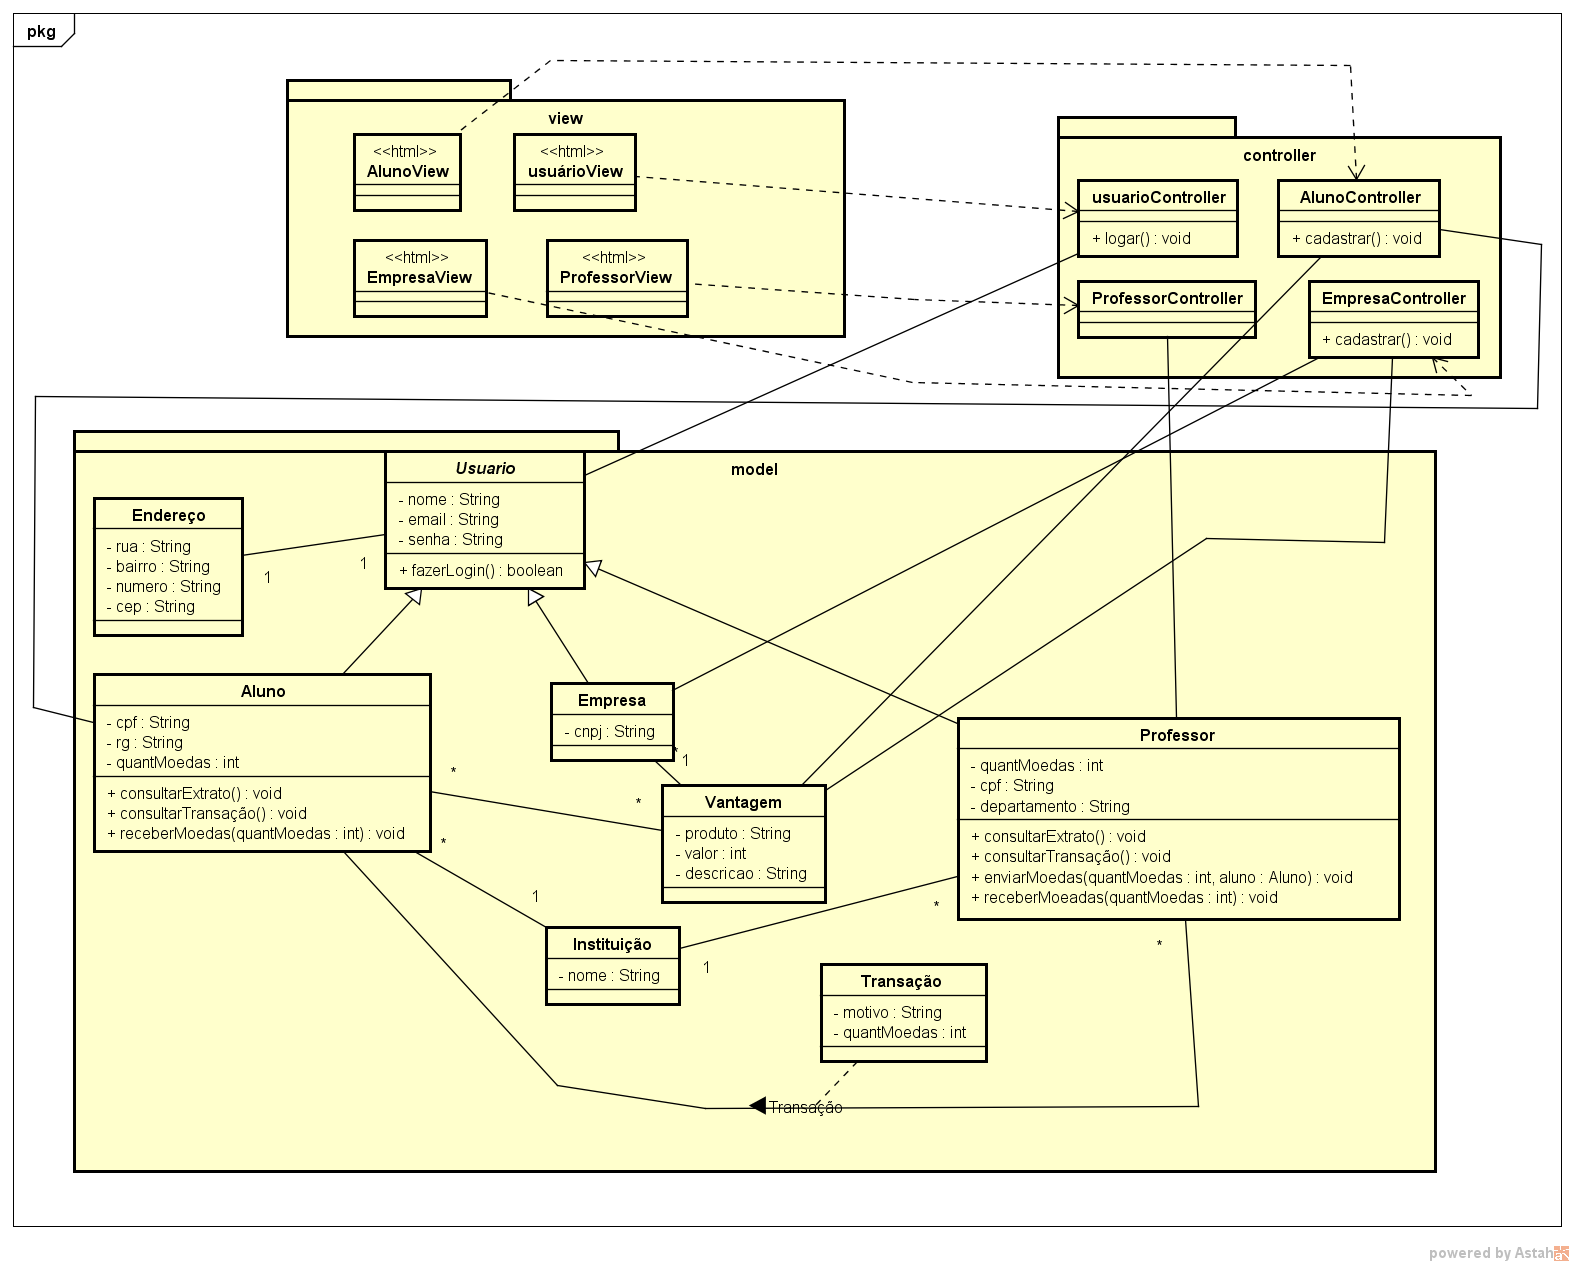 pkg
view
<<html>>
AlunoView
<<html>>
usuárioView
<<html>>
EmpresaView
<<html>>
ProfessorView
controller
usuarioController
+ logar() : void
AlunoController
+ cadastrar() : void
ProfessorController
EmpresaController
+ cadastrar() : void
model
Usuario
- nome : String
- email : String
- senha : String
+ fazerLogin() : boolean
Endereço
- rua : String
- bairro : String
- numero : String
- cep : String
1
1
Aluno
- cpf : String
- rg : String
- quantMoedas : int
+ consultarExtrato() : void
+ consultarTransação() : void
+ receberMoedas(quantMoedas : int) : void
Empresa
- cnpj : String
*
1
*
*
Vantagem
- produto : String
- valor : int
- descricao : String
Professor
- quantMoedas : int
- cpf : String
- departamento : String
+ consultarExtrato() : void
+ consultarTransação() : void
+ enviarMoedas(quantMoedas : int, aluno : Aluno) : void
+ receberMoeadas(quantMoedas : int) : void
*
1
*
Instituição
- nome : String
1
*
Transação
- motivo : String
- quantMoedas : int
Transação
powered by Astah